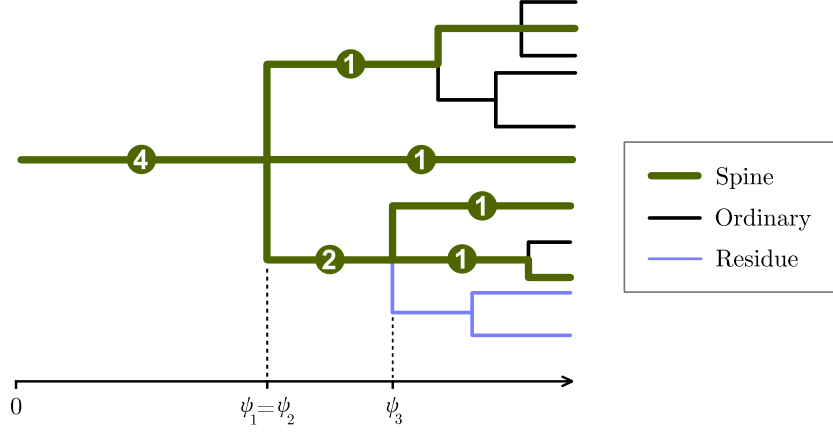 1
4
1
1
2
1
Spine
Ordinary
Residue
0
ψ₁=ψ₂
ψ₃